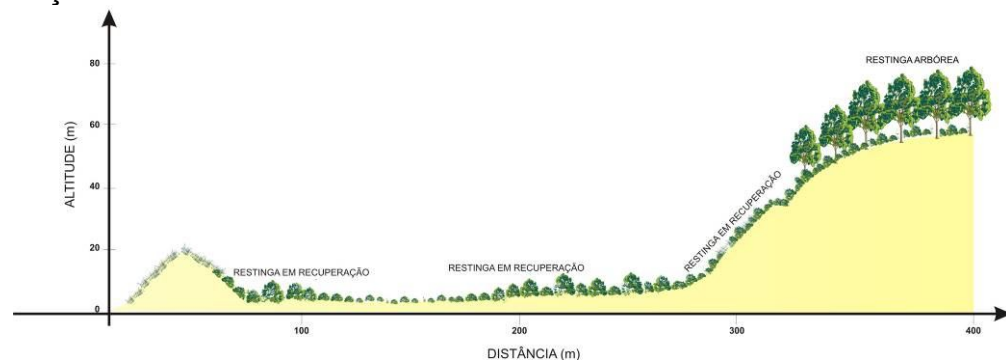 RESTINGA ARBÓREA
80
60
ALTITUDE (m)
40
RESTINGA EM RECUPERAÇÃO
20
RESTINGA EM RECUPERAÇÃO
RESTINGA EM RECUPERAÇÃO
0
100
200
300
400
DISTÂNCIA (m)